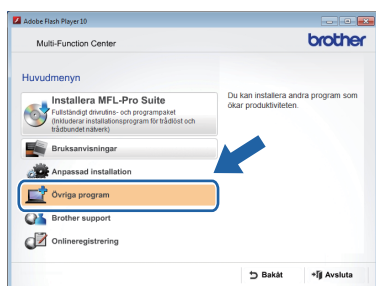 Adobe Flash Player 10
Multi-Function Center
brother
Huvudmenyn
Installera MFL-Pro Suite
Fullständigt drivrutins- och programpaket
(Inkluderar installationsprogram för trådlöst och
trådbundet nätverk)
Du kan installera andra program som
ökar produktiviteten.
Bruksanvisningar
Anpassad installation
Övriga program
Brother support
Onlineregistrering
Bakåt
Avsluta